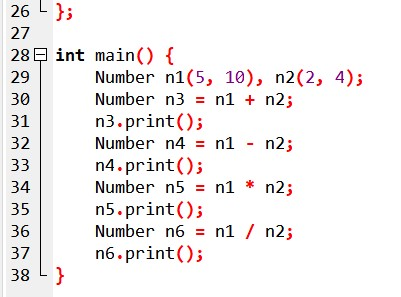 26 };
27
28 int main() {
29     Number n1(5, 10), n2(2, 4);
30     Number n3 = n1 + n2;
31     n3.print();
32     Number n4 = n1 - n2;
33     n4.print();
34     Number n5 = n1 * n2;
35     n5.print();
36     Number n6 = n1 / n2;
37     n6.print();
38 }